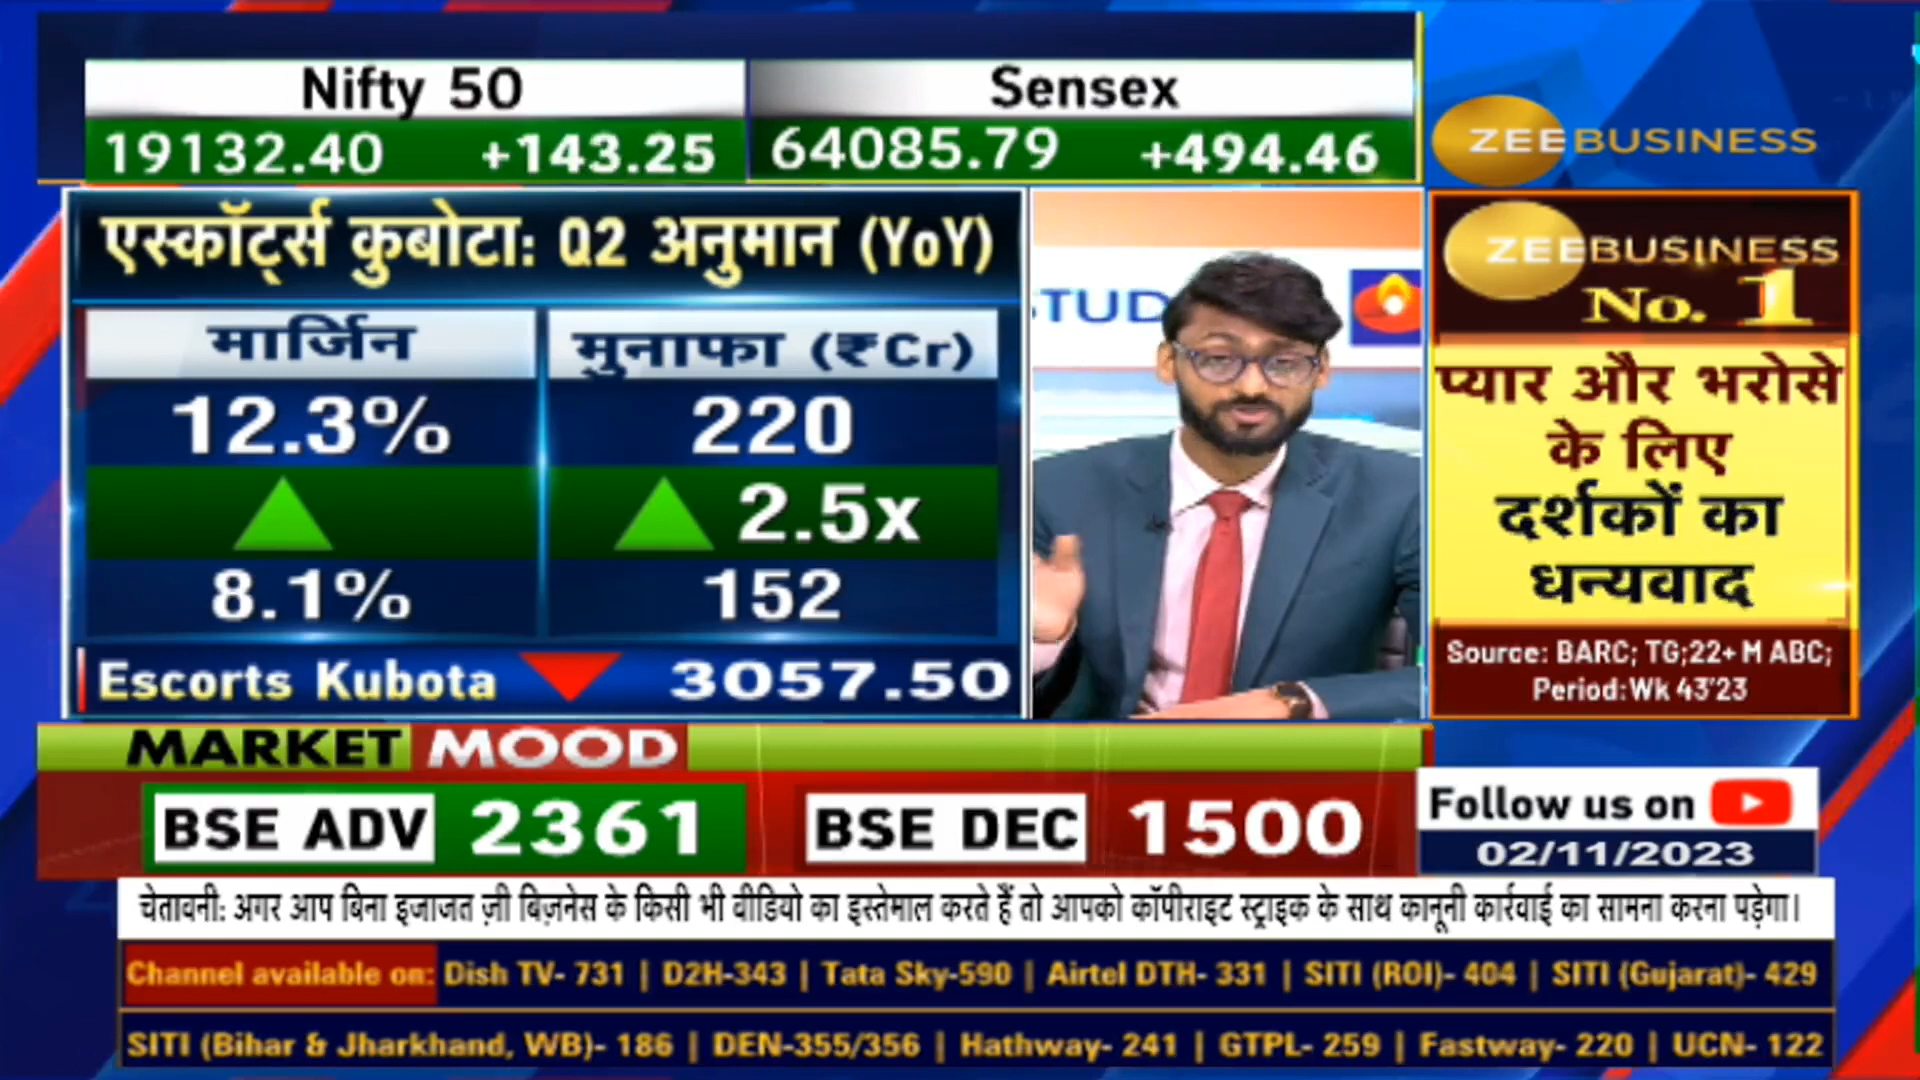 Nifty 50
19132.40 +143.25
Sensex
64085.79 +494.46
ZEEBUSINESS
एस्कॉर्ट्स कुबोटा: Q2 अनुमान (YoY)
मार्जिन मुनाफा (₹Cr)
12.3% 220
2.5x
8.1% 152
Escorts Kubota 3057.50
STUD
ZEEBUSINESS
No. 1
प्यार और भरोसे
के लिए
दर्शकों का
धन्यवाद
Source: BARC; TG;22+ M ABC;
Period:Wk 43'23
MARKET MOOD
BSE ADV 2361 BSE DEC 1500
Follow us on
02/11/2023
चेतावनी: अगर आप बिना इजाजत ज़ी बिज़नेस के किसी भी वीडियो का इस्तेमाल करते हैं तो आपको कॉपीराइट स्ट्राइक के साथ कानूनी कार्रवाई का सामना करना पड़ेगा।
Channel available on: Dish TV- 731 | D2H-343 | Tata Sky-590 | Airtel DTH- 331 | SITI (ROI)- 404 | SITI (Gujarat)- 429
SITI (Bihar & Jharkhand, WB)- 186 | DEN-355/356 | Hathway- 241 | GTPL- 259 | Fastway- 220 | UCN- 122